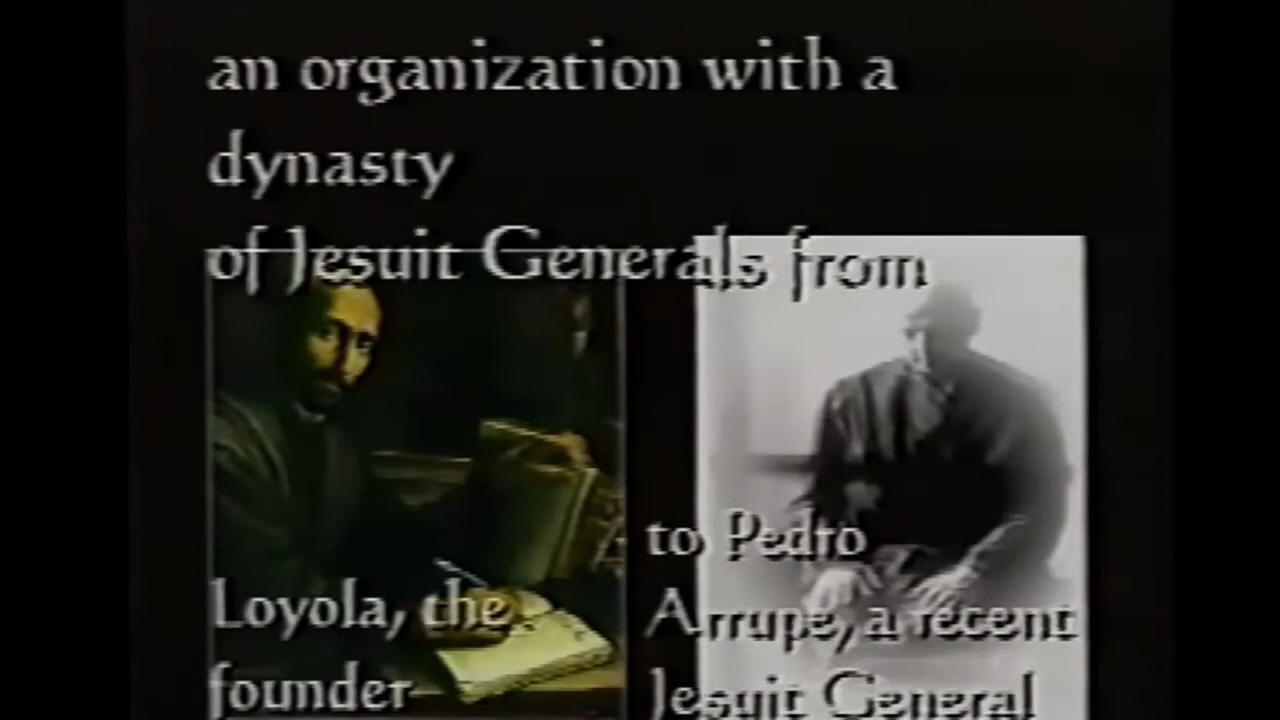 an organization with a
dynasty
of Jesuit Generals from
Loyola, the
founder
to Pedro
Arrupe, a recent
Jesuit General